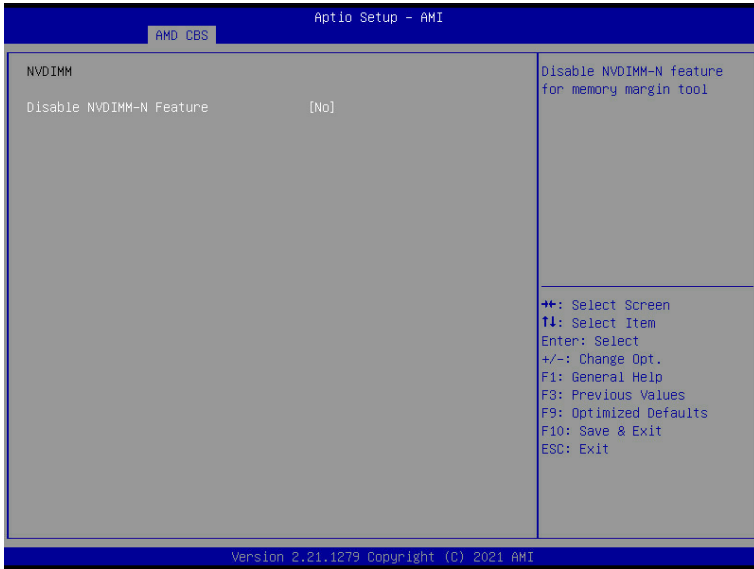 Aptio Setup – AMI
AMD CBS
NVDIMM
Disable NVDIMM-N Feature [No]
Disable NVDIMM-N feature
for memory margin tool
→←: Select Screen
↑↓: Select Item
Enter: Select
+/-: Change Opt.
F1: General Help
F3: Previous Values
F9: Optimized Defaults
F10: Save & Exit
ESC: Exit
Version 2.21.1279 Copyright (C) 2021 AMI